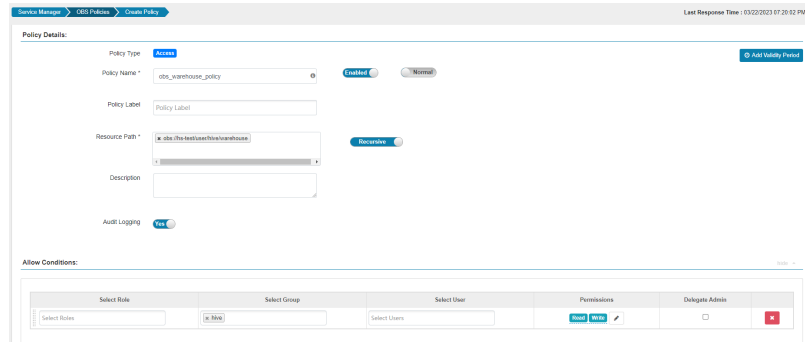 Service Manager OBS Policies Create Policy Last Response Time : 03/22/2023 07:20:02 PM
Policy Details:
Policy Type Access Add Validity Period
Policy Name * obs_warehouse_policy Enabled Normal
Policy Label Policy Label
Resource Path * × obs://hs-test/user/hive/warehouse Recursive
Description
Audit Logging Yes
Allow Conditions:
Select Role Select Group Select User Permissions Delegate Admin
Select Roles × hive Select Users Read Write